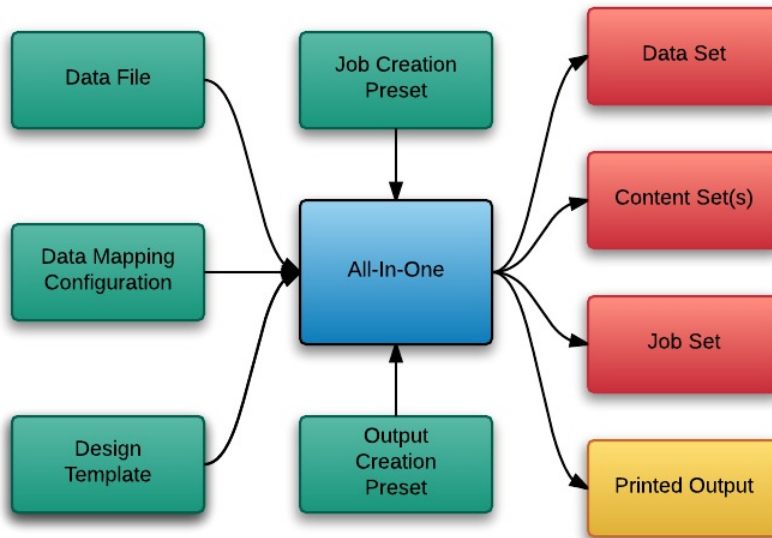 Data File
Job Creation
Preset
Data Set
Content Set(s)
Data Mapping
Configuration
All-In-One
Job Set
Design
Template
Output
Creation
Preset
Printed Output